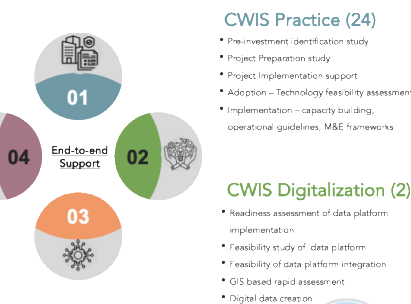 CWIS Practice (24)
• Pre-investment identification study
• Project Preparation study
• Project Implementation support
• Adoption – Technology feasibility assessment
• Implementation – capacity building,
operational guidelines, M&E frameworks
01
04
End-to-end
Support
02
03
CWIS Digitalization (2)
• Readiness assessment of data platform
implementation
• Feasibility study of data platform
• Feasibility of data platform integration
• GIS based rapid assessment
• Digital data creation